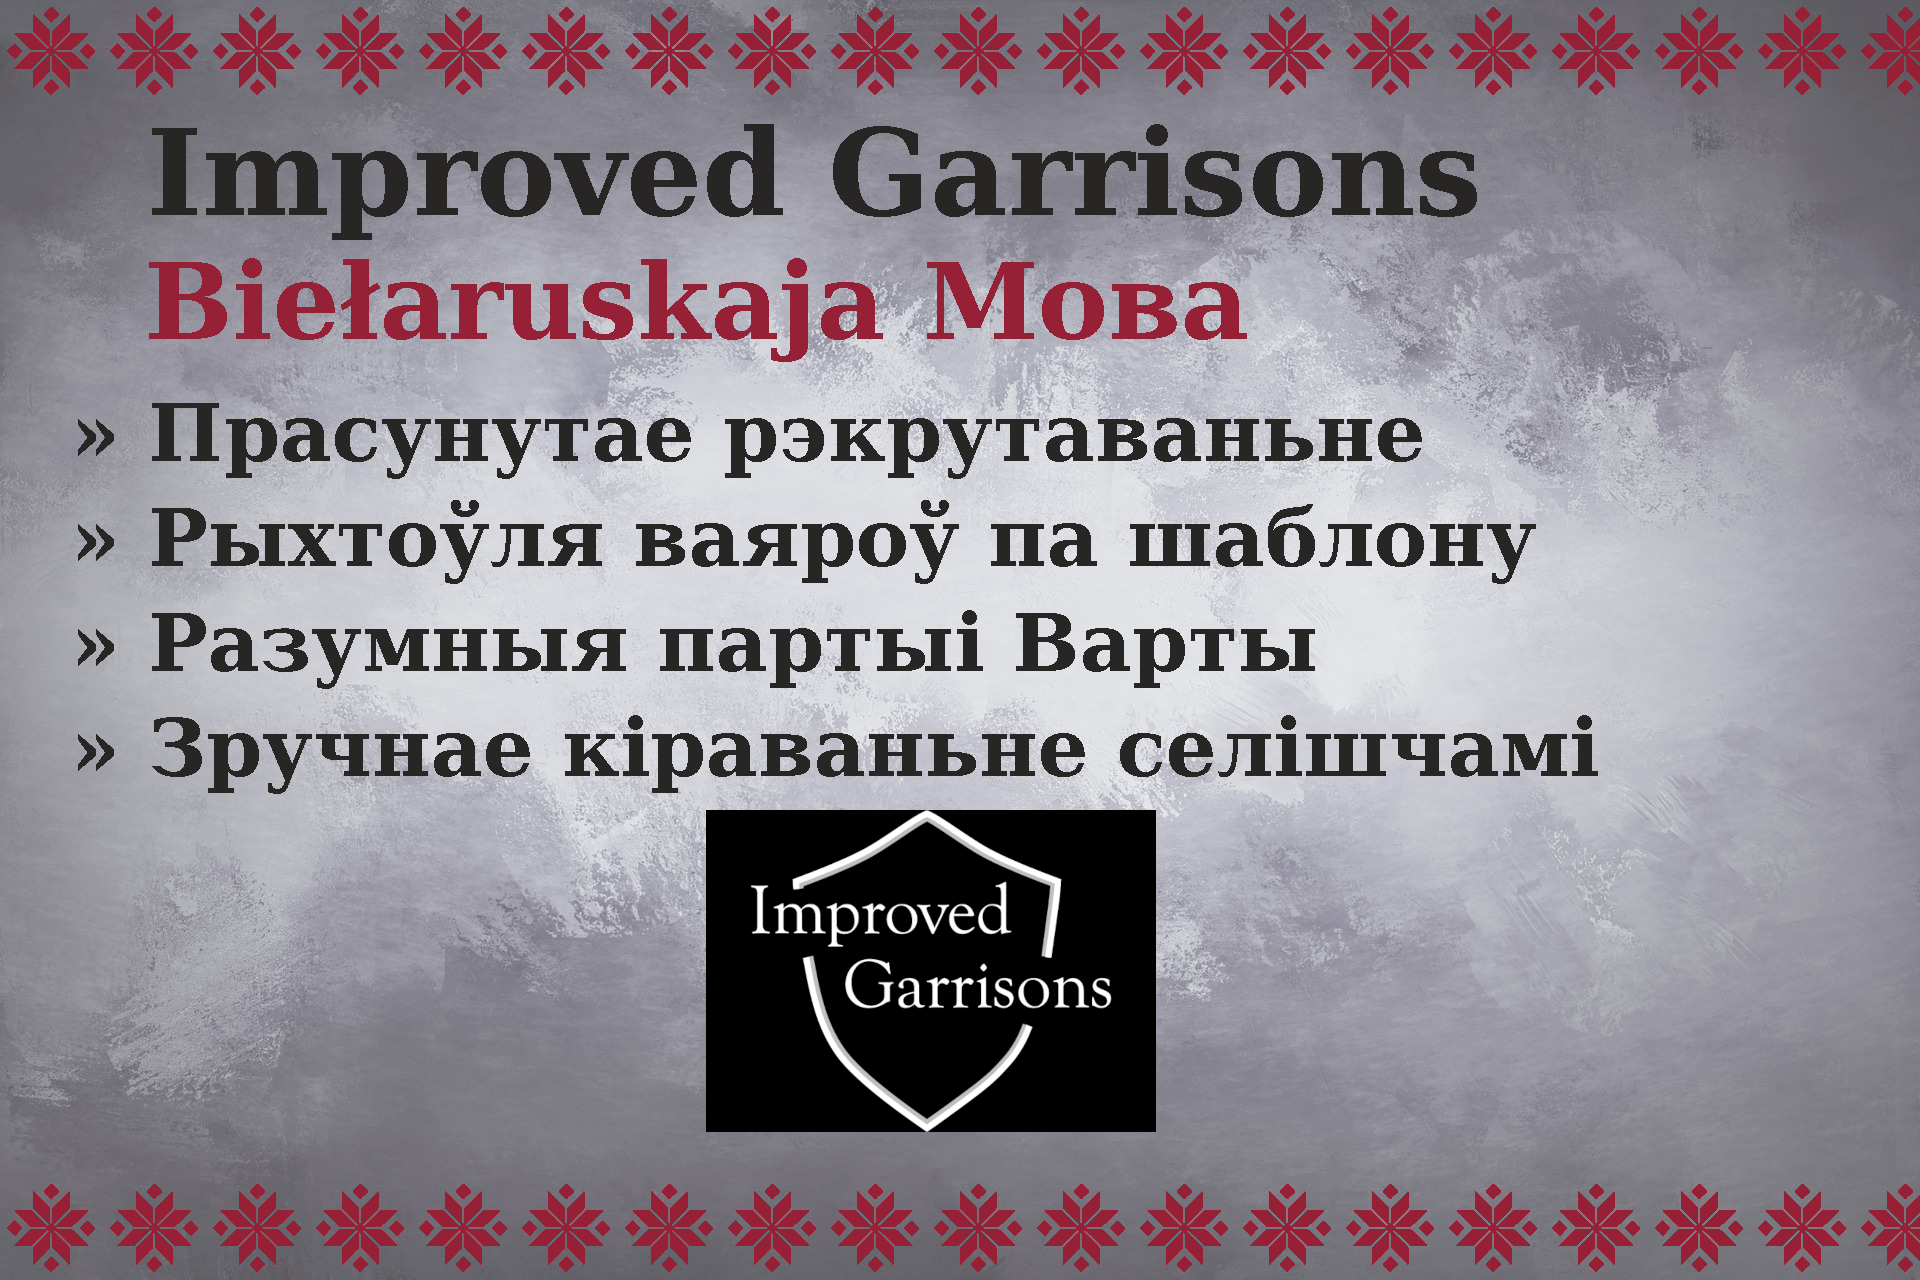 Improved Garrisons
Biełaruskaja Мова
» Прасунутае рэкрутаваньне
» Рыхтоўля ваяроў па шаблону
» Разумныя партыі Варты
» Зручнае кіраваньне селішчамі
Improved
Garrisons